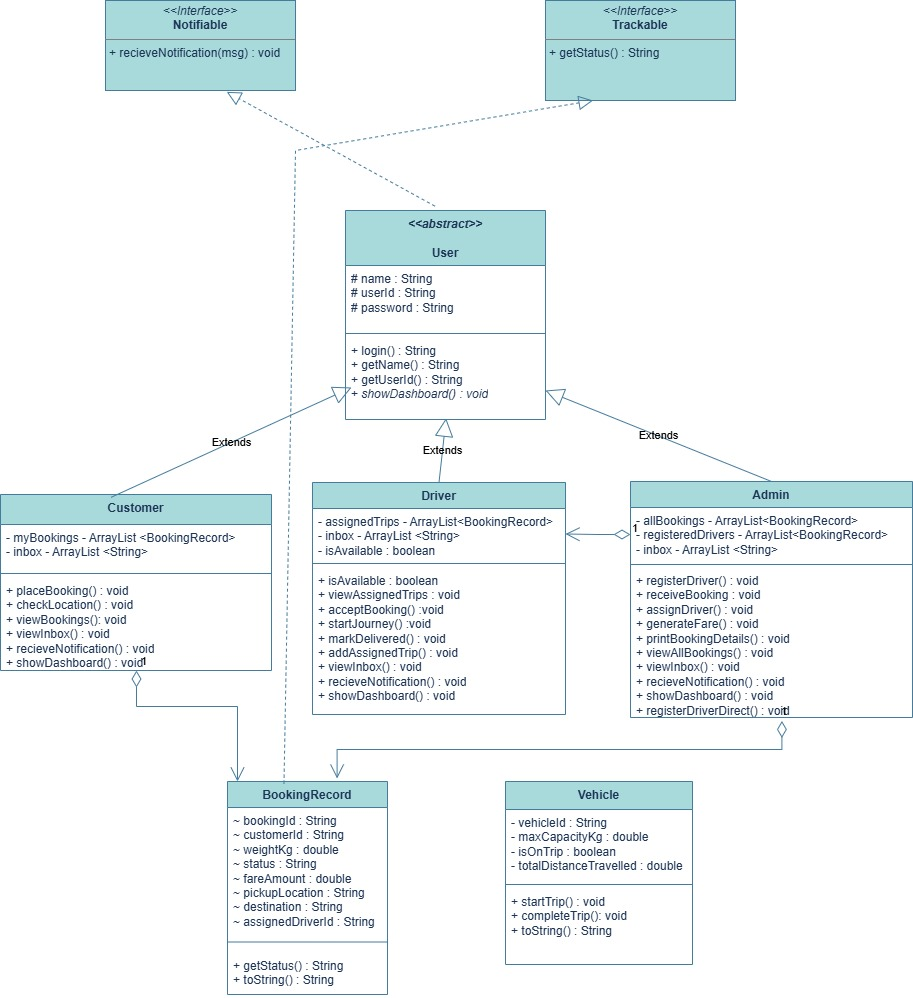 <<Interface>>
Notifiable
+ recieveNotification(msg) : void
<<Interface>>
Trackable
+ getStatus() : String
<<abstract>>
User
# name : String
# userId : String
# password : String
+ login() : String
+ getName() : String
+ getUserId() : String
+ showDashboard() : void
Extends
Extends
Extends
Customer
- myBookings - ArrayList <BookingRecord>
- inbox - ArrayList <String>
+ placeBooking() : void
+ checkLocation() : void
+ viewBookings(): void
+ viewInbox() : void
+ recieveNotification() : void
+ showDashboard() : void
1
Driver
- assignedTrips - ArrayList<BookingRecord>
- inbox - ArrayList <String>
- isAvailable : boolean
+ isAvailable : boolean
+ viewAssignedTrips : void
+ acceptBooking() :void
+ startJourney() : void
+ markDelivered() : void
+ addAssignedTrip() : void
+ viewInbox() : void
+ recieveNotification() : void
+ showDashboard() : void
Admin
- allBookings - ArrayList<BookingRecord>
1
- registeredDrivers - ArrayList<BookingRecord>
- inbox - ArrayList <String>
+ registerDriver() : void
+ receiveBooking : void
+ assignDriver() : void
+ generateFare() : void
+ printBookingDetails() : void
+ viewAllBookings() : void
+ viewInbox() : void
+ recieveNotification() : void
+ showDashboard() : void
+ registerDriverDirect() : void
1
BookingRecord
~ bookingId : String
~ customerId : String
~ weightKg : double
~ status : String
~ fareAmount : double
~ pickupLocation : String
~ destination : String
~ assignedDriverId : String
+ getStatus() : String
+ toString() : String
Vehicle
- vehicleId : String
- maxCapacityKg : double
- isOnTrip : boolean
- totalDistanceTravelled : double
+ startTrip() : void
+ completeTrip(): void
+ toString() : String